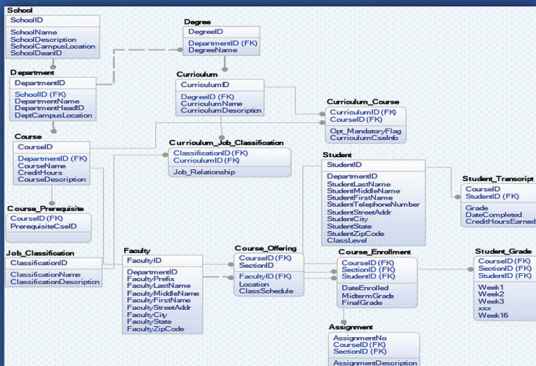 School
SchoolID
SchoolName
SchoolDescription
SchoolCampusLocation
SchoolDeanID
Degree
DegreeID
DepartmentID (FK)
DegreeName
Department
DepartmentID
SchoolID (FK)
DepartmentName
DepartmentHeadID
DeptCampusLocation
Curriculum
CurriculumID
DegreeID (FK)
CurriculumName
CurriculumDescription
Curriculum_Course
CurriculumID (FK)
CourseID (FK)
Opt_MandatoryFlag
CurriculumCseInfo
Course
CourseID
DepartmentID (FK)
CourseName
CreditHours
CourseDescription
Curriculum_Job_Classification
ClassificationID (FK)
CurriculumID (FK)
Job_Relationship
Student
StudentID
DepartmentID
StudentLastName
StudentMiddleName
StudentFirstName
StudentTelephoneNumber
StudentStreetAddr
StudentCity
StudentState
StudentZipCode
ClassLevel
Student_Transcript
CourseID
StudentID (FK)
Grade
DateCompleted
CreditHoursEarned
Course_Prerequisite
CourseID (FK)
PrerequisiteCseID
Job_Classification
ClassificationID
ClassificationName
ClassificationDescription
Faculty
FacultyID
DepartmentID
FacultyPrefix
FacultyLastName
FacultyMiddleName
FacultyFirstName
FacultyStreetAddr
FacultyCity
FacultyState
FacultyZipCode
Course_Offering
CourseID (FK)
SectionID
FacultyID (FK)
Location
ClassSchedule
Course_Enrollment
CourseID (FK)
SectionID (FK)
StudentID (FK)
DateEnrolled
MidtermGrade
FinalGrade
Student_Grade
CourseID (FK)
SectionID (FK)
StudentID (FK)
Week1
Week2
Week3
xxx
Week16
Assignment
AssignmentNo
CourseID (FK)
SectionID (FK)
AssignmentDescription